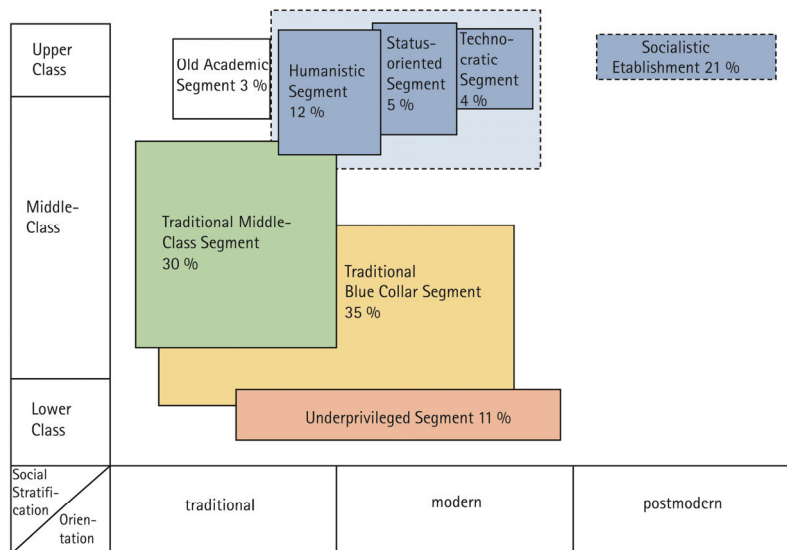 Upper
Class
Old Academic
Segment 3 %
Humanistic
Segment
12 %
Status-
oriented
Segment
5 %
Techno-
cratic
Segment
4 %
Socialistic
Etablishment 21 %
Middle-
Class
Traditional Middle-
Class Segment
30 %
Traditional
Blue Collar Segment
35 %
Lower
Class
Underprivileged Segment 11 %
Social
Stratifi-
cation
Orien-
tation
traditional
modern
postmodern